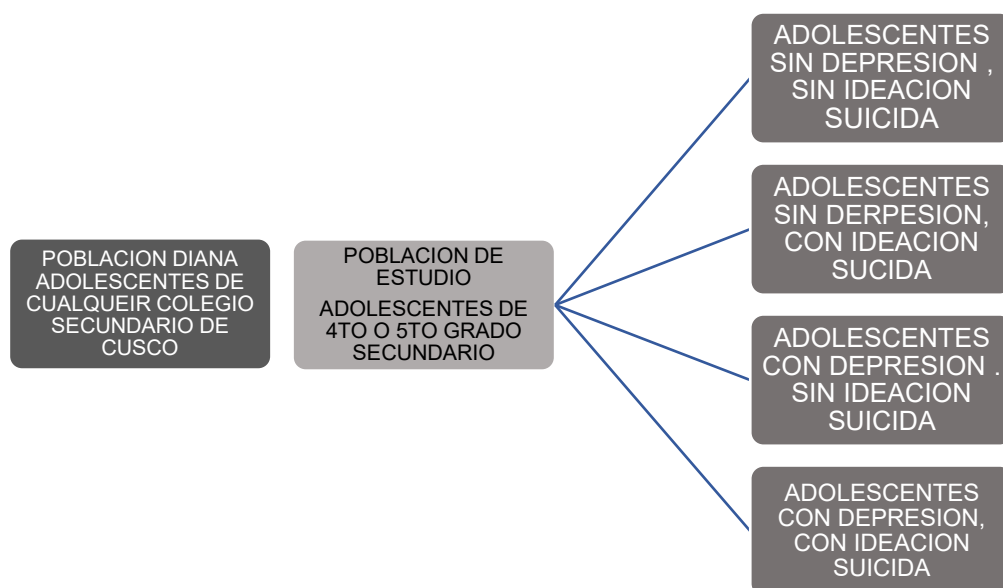 POBLACION DIANA
ADOLESCENTES DE
CUALQUEIR COLEGIO
SECUNDARIO DE
CUSCO
POBLACION DE
ESTUDIO
ADOLESCENTES DE
4TO O 5TO GRADO
SECUNDARIO
ADOLESCENTES
SIN DEPRESION ,
SIN IDEACION
SUICIDA
ADOLESCENTES
SIN DERPESION,
CON IDEACION
SUCIDA
ADOLESCENTES
CON DEPRESION .
SIN IDEACION
SUICIDA
ADOLESCENTES
CON DEPRESION,
CON IDEACION
SUICIDA